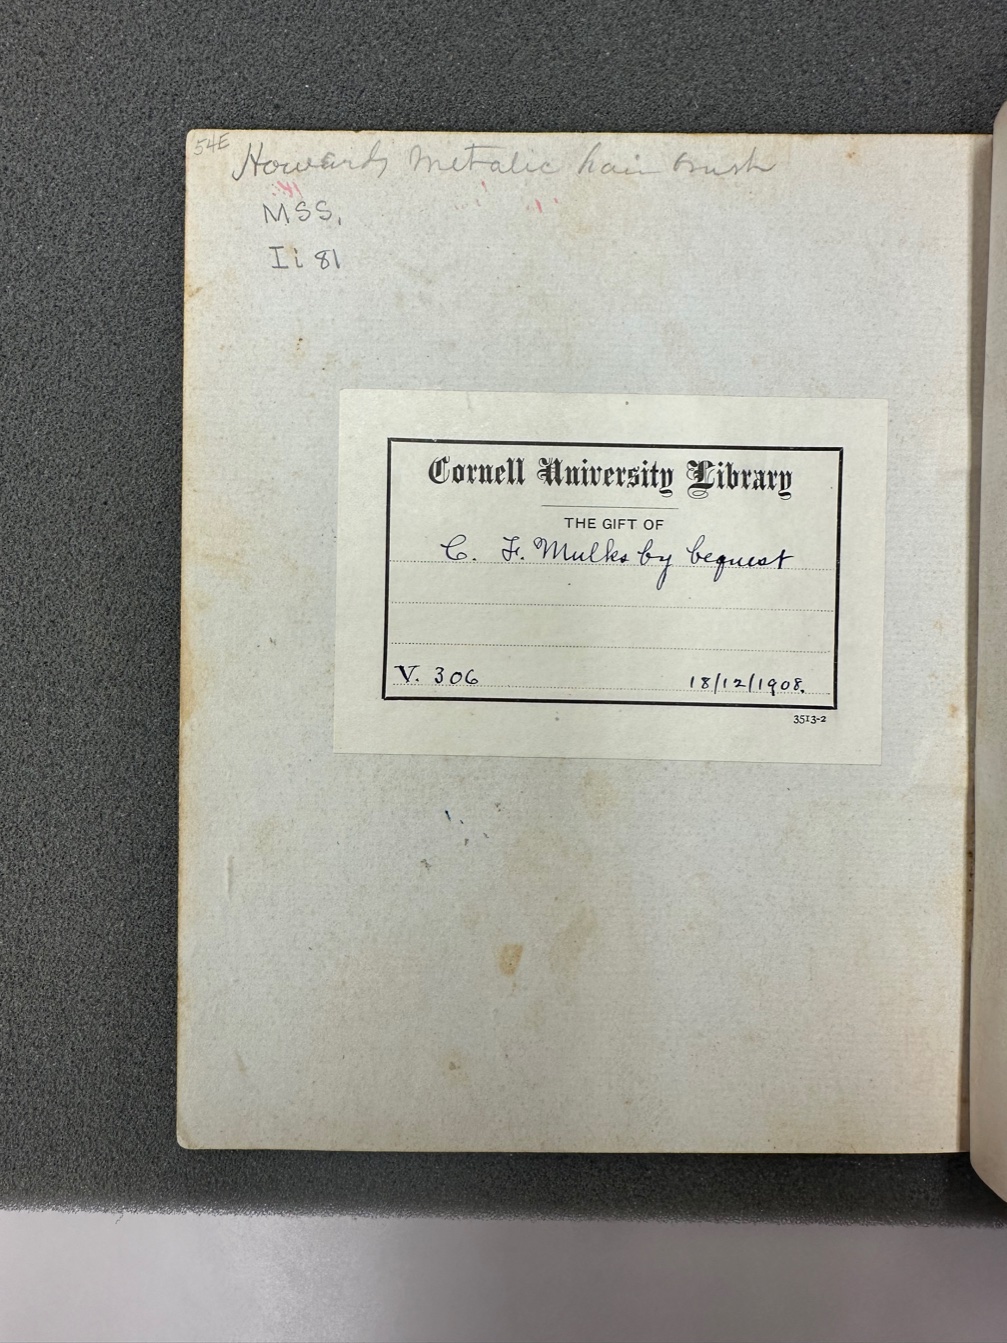 54E
Howards Metalic hair brush
MSS.
Ii 81
Cornell University Library
THE GIFT OF
C. F. Mulks by bequest
V. 306 18/12/1908.
3513-2